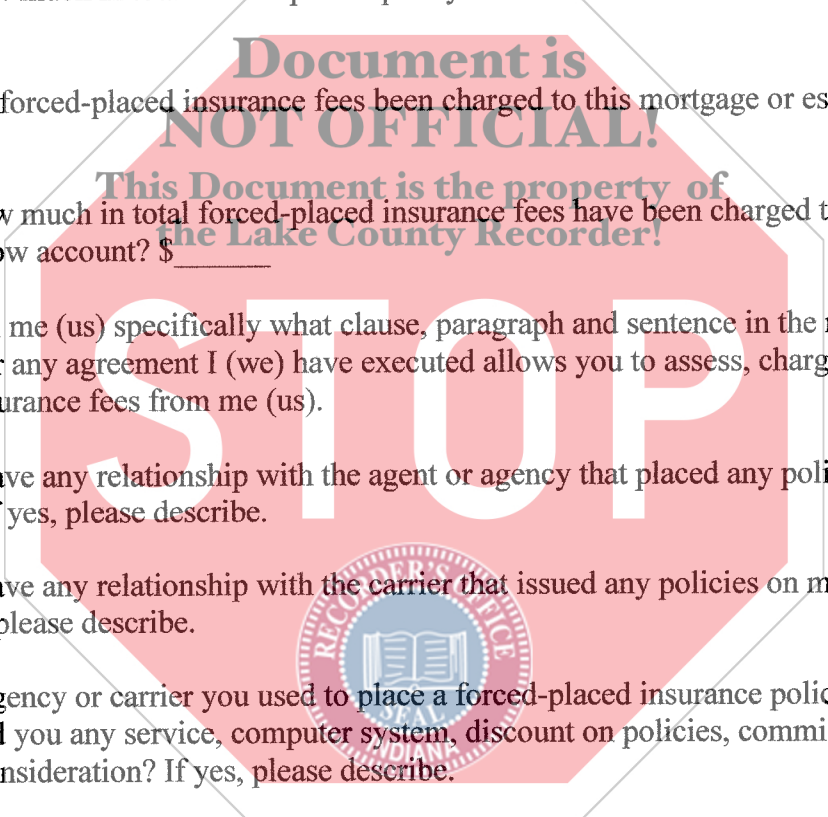 Document is
forced-placed insurance fees been charged to this mortgage or es
NOT OFFICIAL!
This Document is the property of
much in total forced-placed insurance fees have been charged
the Lake County Recorder!
account? $______
me (us) specifically what clause, paragraph and sentence in the
any agreement I (we) have executed allows you to assess, charg
urance fees from me (us).
STOP
ve any relationship with the agent or agency that placed any poli
yes, please describe.
ve any relationship with the carrier that issued any policies on m
please describe.
RECORDER'S OFFICE
gency or carrier you used to place a forced-placed insurance polic
SEAL
you any service, computer system, discount on policies, commi
INDIANA
nsideration? If yes, please describe.